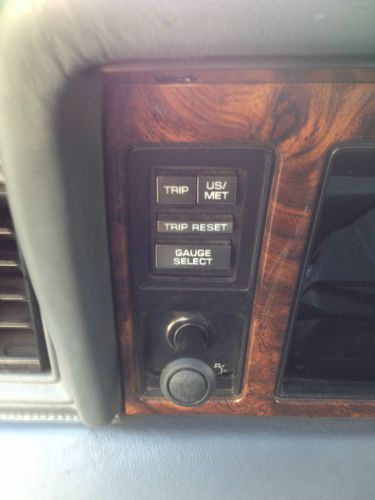 TRIP
US/
MET
TRIP RESET
GAUGE
SELECT